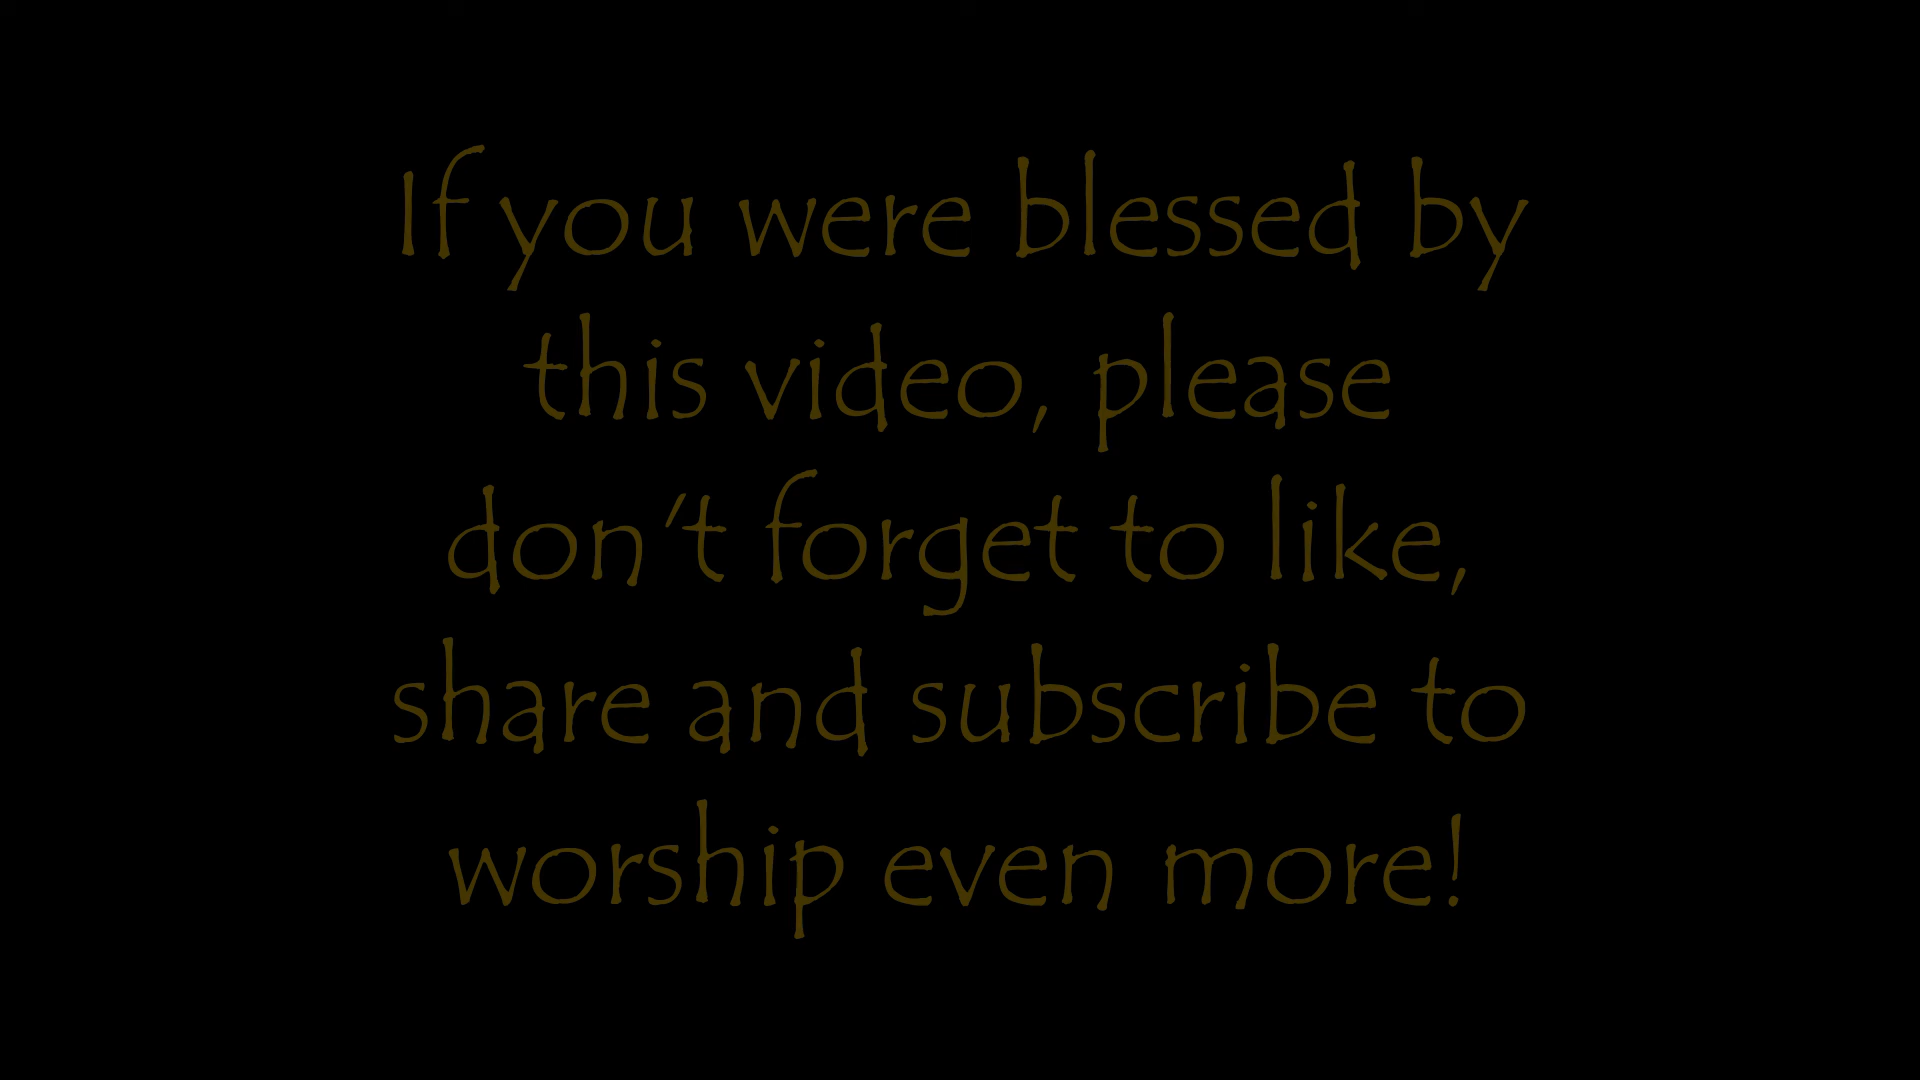 If you were blessed by
this video, please
don't forget to like,
share and subscribe to
worship even more!